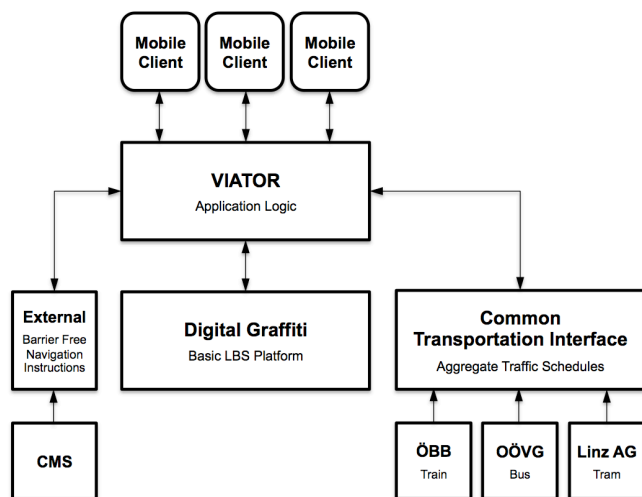 Mobile
Client
Mobile
Client
Mobile
Client
VIATOR
Application Logic
External
Barrier Free
Navigation
Instructions
Digital Graffiti
Basic LBS Platform
Common
Transportation Interface
Aggregate Traffic Schedules
CMS
ÖBB
Train
OÖVG
Bus
Linz AG
Tram